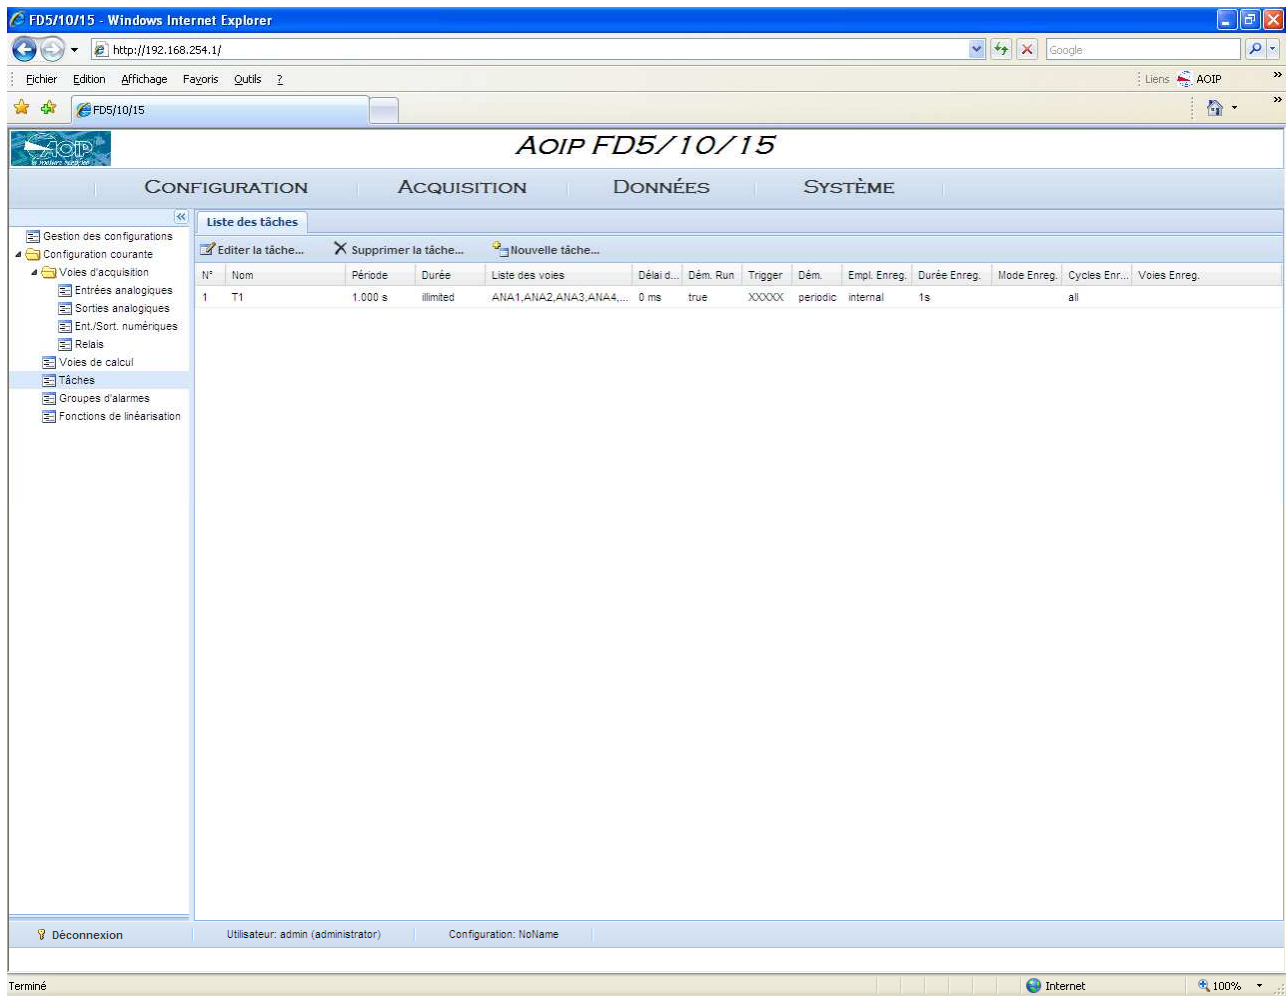 FD5/10/15 - Windows Internet Explorer
http://192.168.254.1/
Google
Fichier Edition Affichage Favoris Outils ?
Liens AOIP »
FD5/10/15
»
AOIP
AOIP FD5/10/15
CONFIGURATION ACQUISITION DONNÉES SYSTÈME
Liste des tâches
Gestion des configurations
Configuration courante
Voies d'acquisition
Entrées analogiques
Sorties analogiques
Ent./Sort. numériques
Relais
Voies de calcul
Tâches
Groupes d'alarmes
Fonctions de linéarisation
Editer la tâche... Supprimer la tâche... Nouvelle tâche...
N° Nom Période Durée Liste des voies Délai d... Dém. Run Trigger Dém. Empl. Enreg. Durée Enreg. Mode Enreg. Cycles Enr... Voies Enreg.
1 T1 1.000 s illimited ANA1,ANA2,ANA3,ANA4,... 0 ms true XXXXX periodic internal 1s all
Déconnexion Utilisateur: admin (administrator) Configuration: NoName
Terminé Internet 100%